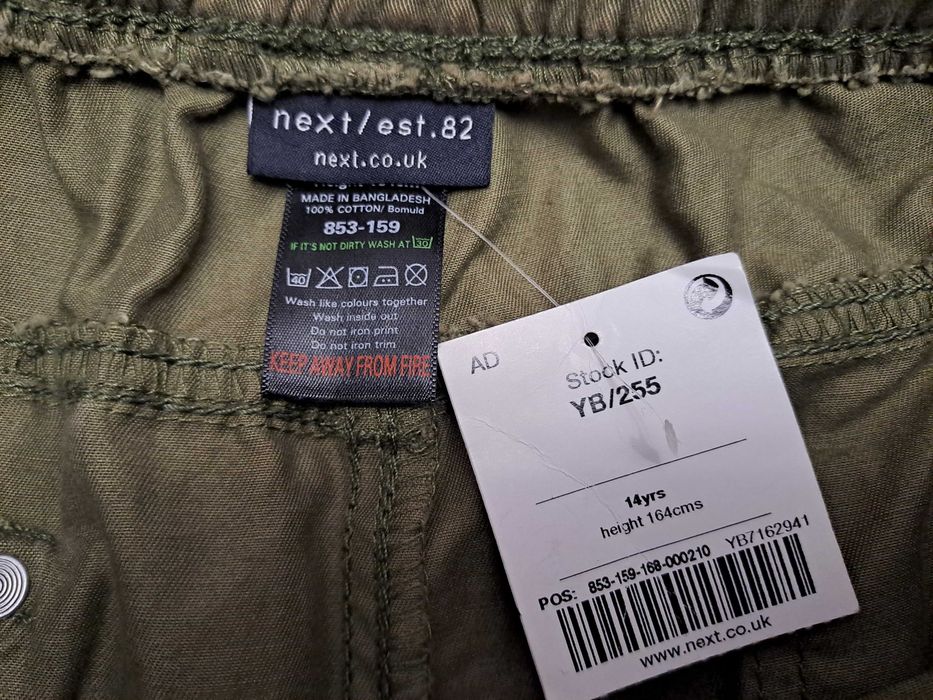 next/est.82
next.co.uk
MADE IN BANGLADESH
100% COTTON/ Bomuld
853-159
IF IT'S NOT DIRTY WASH AT 30
40
Wash like colours together
Wash inside out
Do not iron print
Do not iron trim
KEEP AWAY FROM FIRE
AD
Stock ID:
YB/255
14yrs
height 164cms
POS: 853-159-168-000210 YB7162941
www.next.co.uk